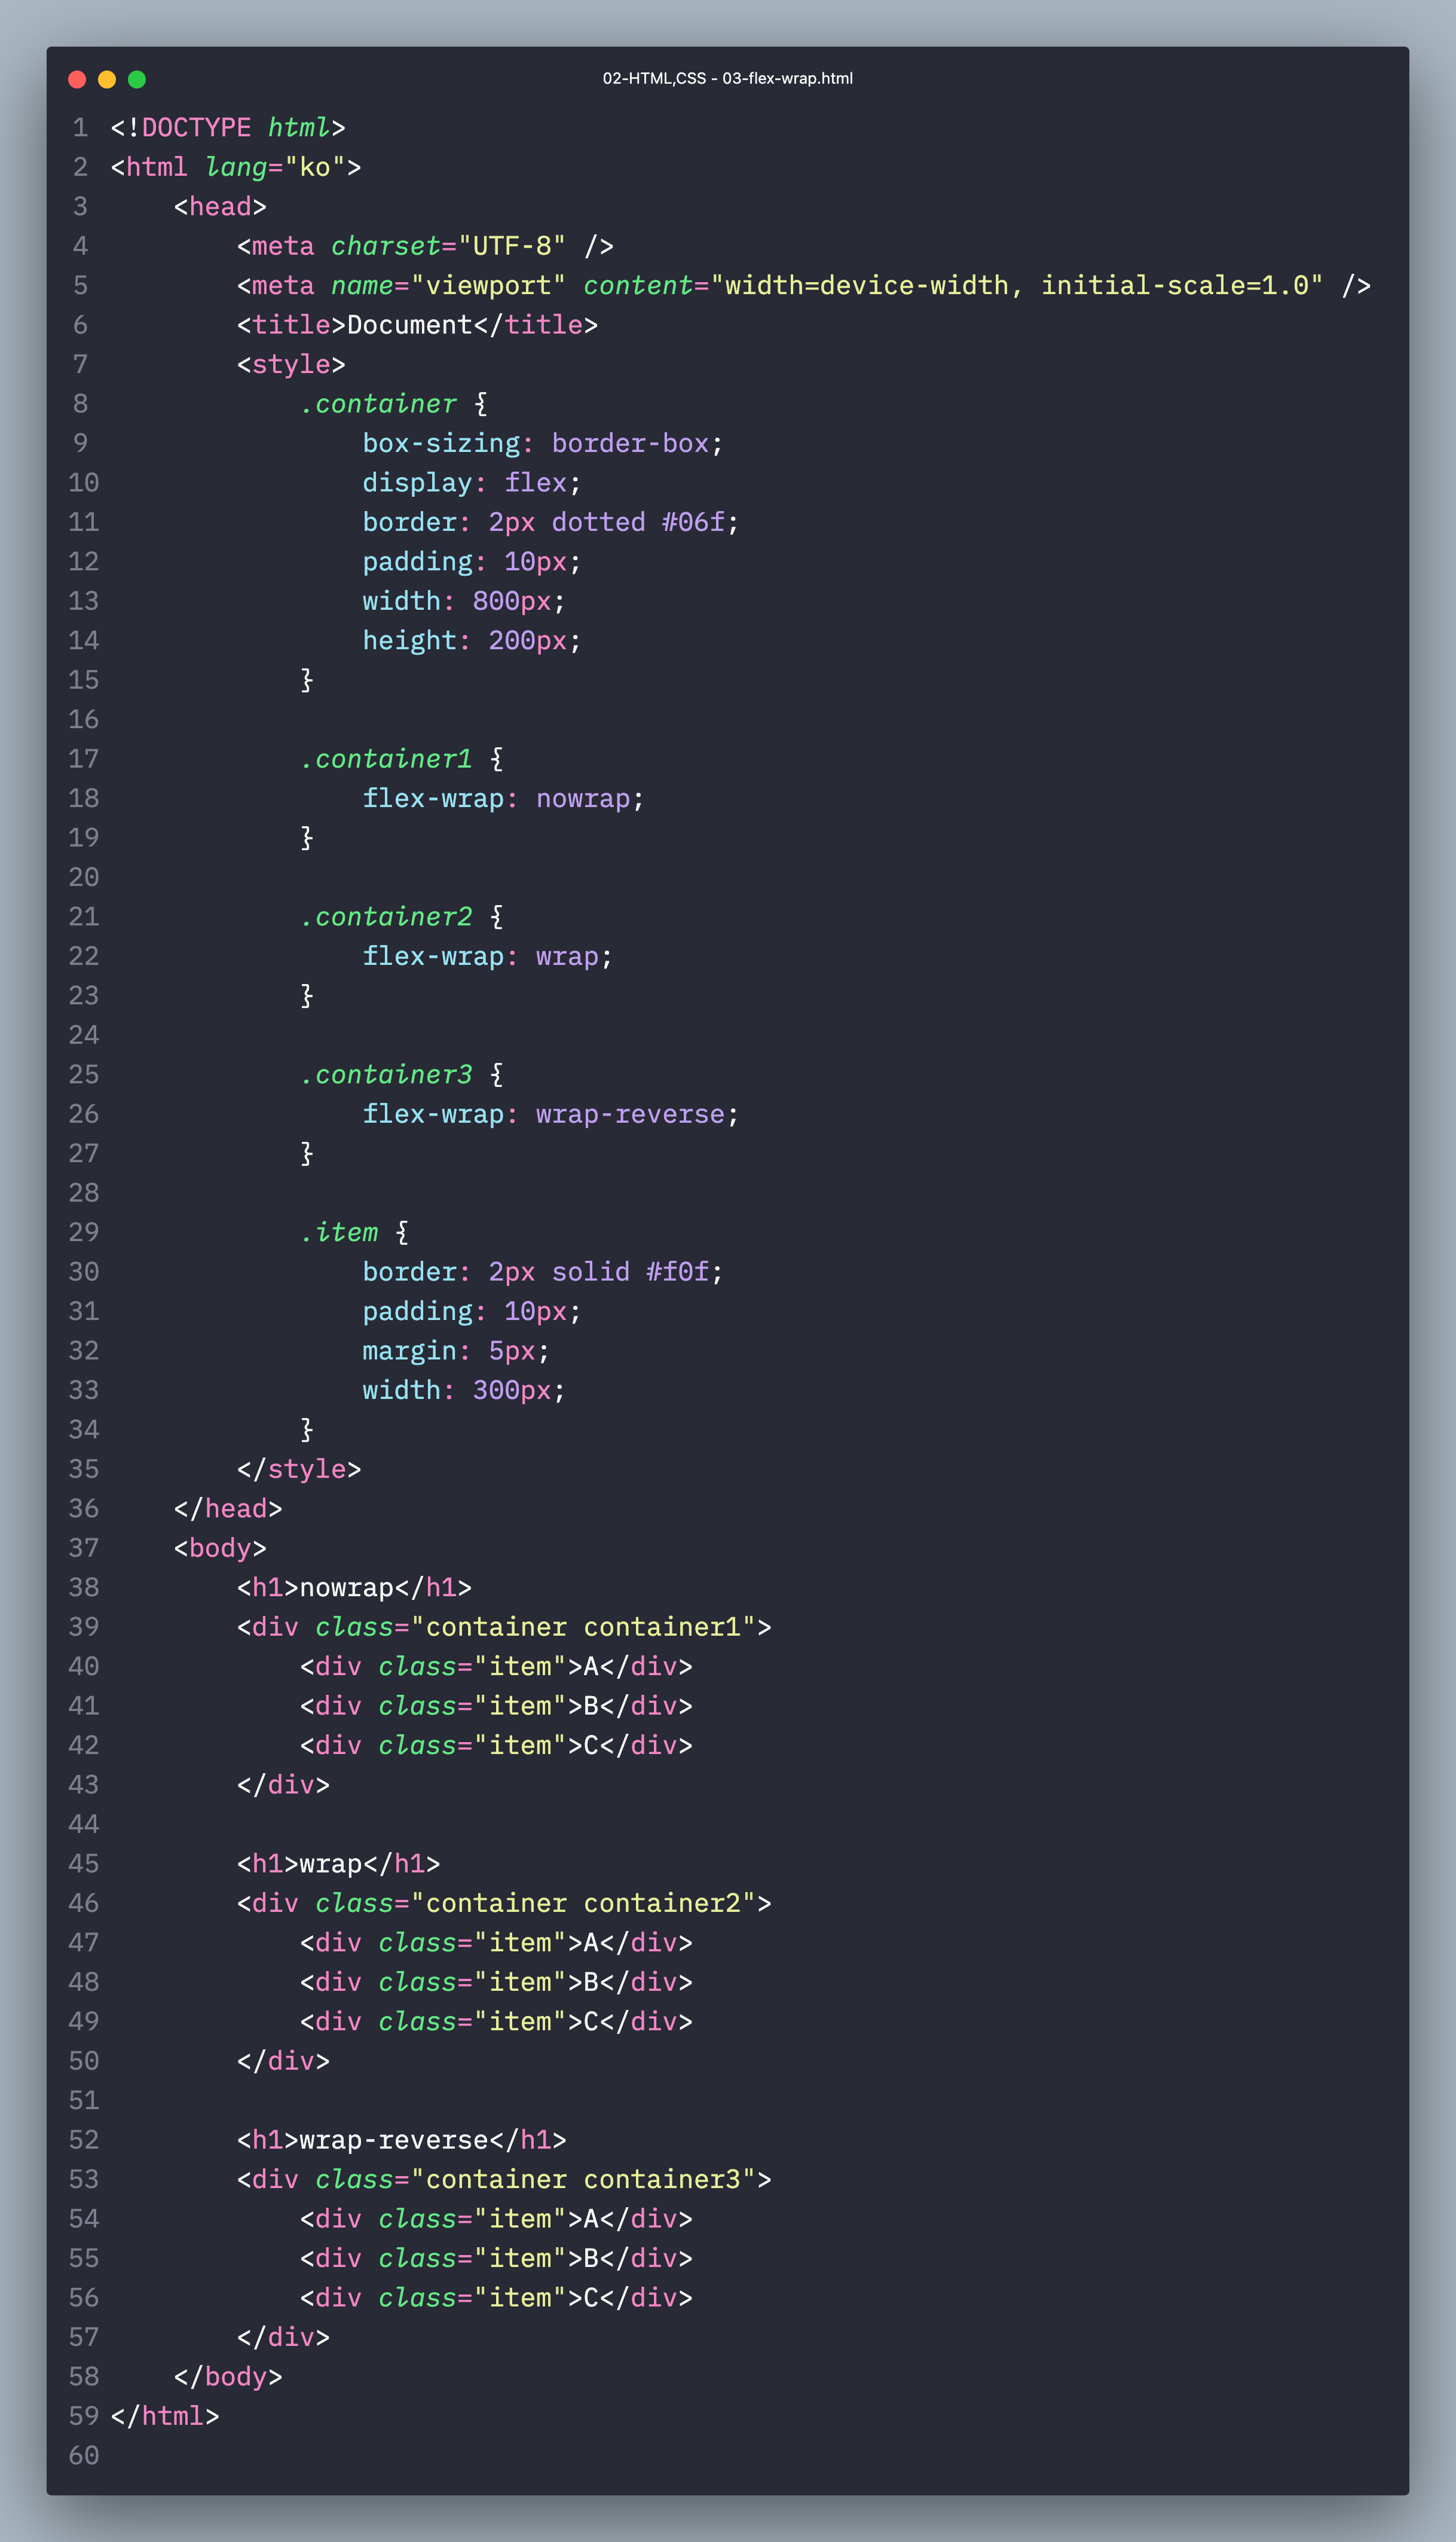 02-HTML,CSS - 03-flex-wrap.html
1 <!DOCTYPE html>
2 <html lang="ko">
3     <head>
4         <meta charset="UTF-8" />
5         <meta name="viewport" content="width=device-width, initial-scale=1.0" />
6         <title>Document</title>
7         <style>
8             .container {
9                 box-sizing: border-box;
10                 display: flex;
11                 border: 2px dotted #06f;
12                 padding: 10px;
13                 width: 800px;
14                 height: 200px;
15             }
16
17             .container1 {
18                 flex-wrap: nowrap;
19             }
20
21             .container2 {
22                 flex-wrap: wrap;
23             }
24
25             .container3 {
26                 flex-wrap: wrap-reverse;
27             }
28
29             .item {
30                 border: 2px solid #f0f;
31                 padding: 10px;
32                 margin: 5px;
33                 width: 300px;
34             }
35         </style>
36     </head>
37     <body>
38         <h1>nowrap</h1>
39         <div class="container container1">
40             <div class="item">A</div>
41             <div class="item">B</div>
42             <div class="item">C</div>
43         </div>
44
45         <h1>wrap</h1>
46         <div class="container container2">
47             <div class="item">A</div>
48             <div class="item">B</div>
49             <div class="item">C</div>
50         </div>
51
52         <h1>wrap-reverse</h1>
53         <div class="container container3">
54             <div class="item">A</div>
55             <div class="item">B</div>
56             <div class="item">C</div>
57         </div>
58     </body>
59 </html>
60